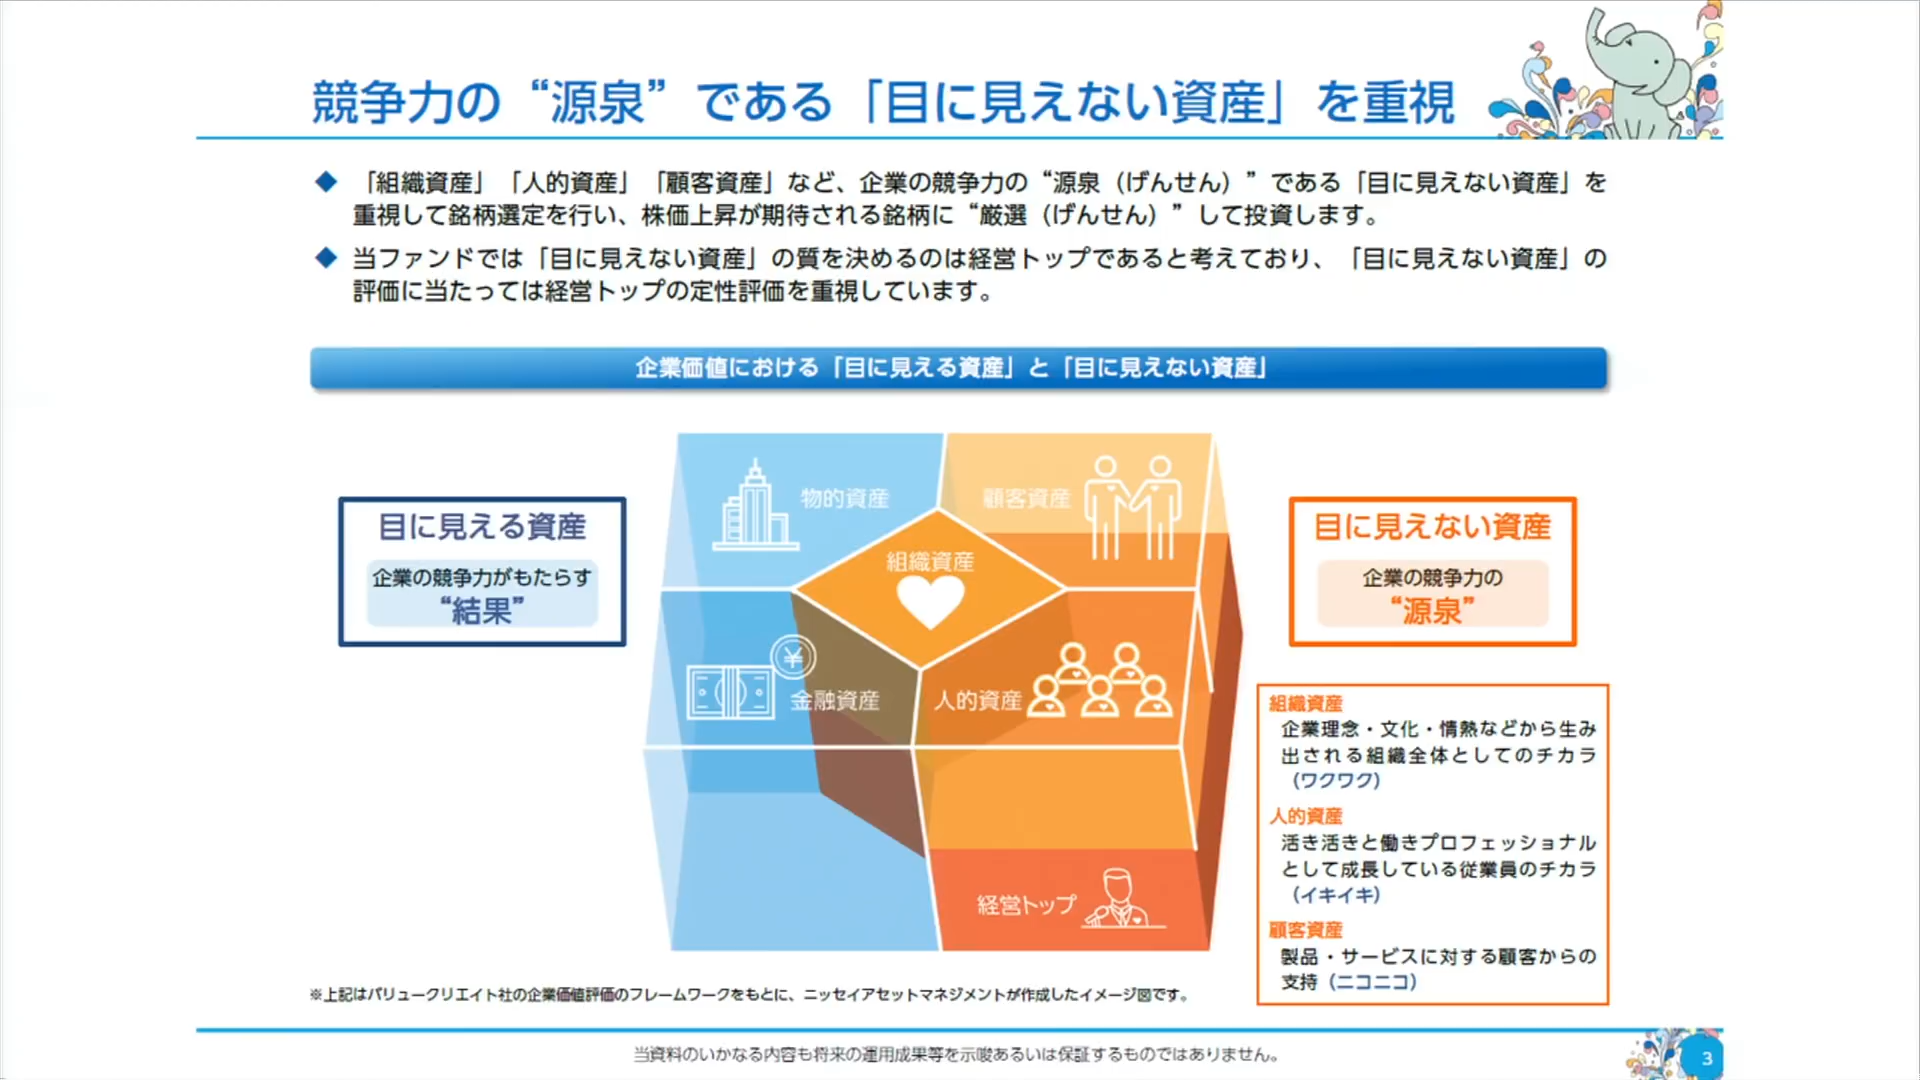 競争力の“源泉”である「目に見えない資産」を重視
◆ 「組織資産」「人的資産」「顧客資産」など、企業の競争力の“源泉（げんせん）”である「目に見えない資産」を
重視して銘柄選定を行い、株価上昇が期待される銘柄に“厳選（げんせん）”して投資します。
◆ 当ファンドでは「目に見えない資産」の質を決めるのは経営トップであると考えており、「目に見えない資産」の
評価に当たっては経営トップの定性評価を重視しています。
企業価値における「目に見える資産」と「目に見えない資産」
目に見える資産
企業の競争力がもたらす
“結果”
物的資産
顧客資産
組織資産
¥
金融資産
人的資産
経営トップ
目に見えない資産
企業の競争力の
“源泉”
組織資産
企業理念・文化・情熱などから生み
出される組織全体としてのチカラ
（ワクワク）
人的資産
活き活きと働きプロフェッショナル
として成長している従業員のチカラ
（イキイキ）
顧客資産
製品・サービスに対する顧客からの
支持（ニコニコ）
※上記はバリュークリエイト社の企業価値評価のフレームワークをもとに、ニッセイアセットマネジメントが作成したイメージ図です。
当資料のいかなる内容も将来の運用成果等を示唆あるいは保証するものではありません。
3